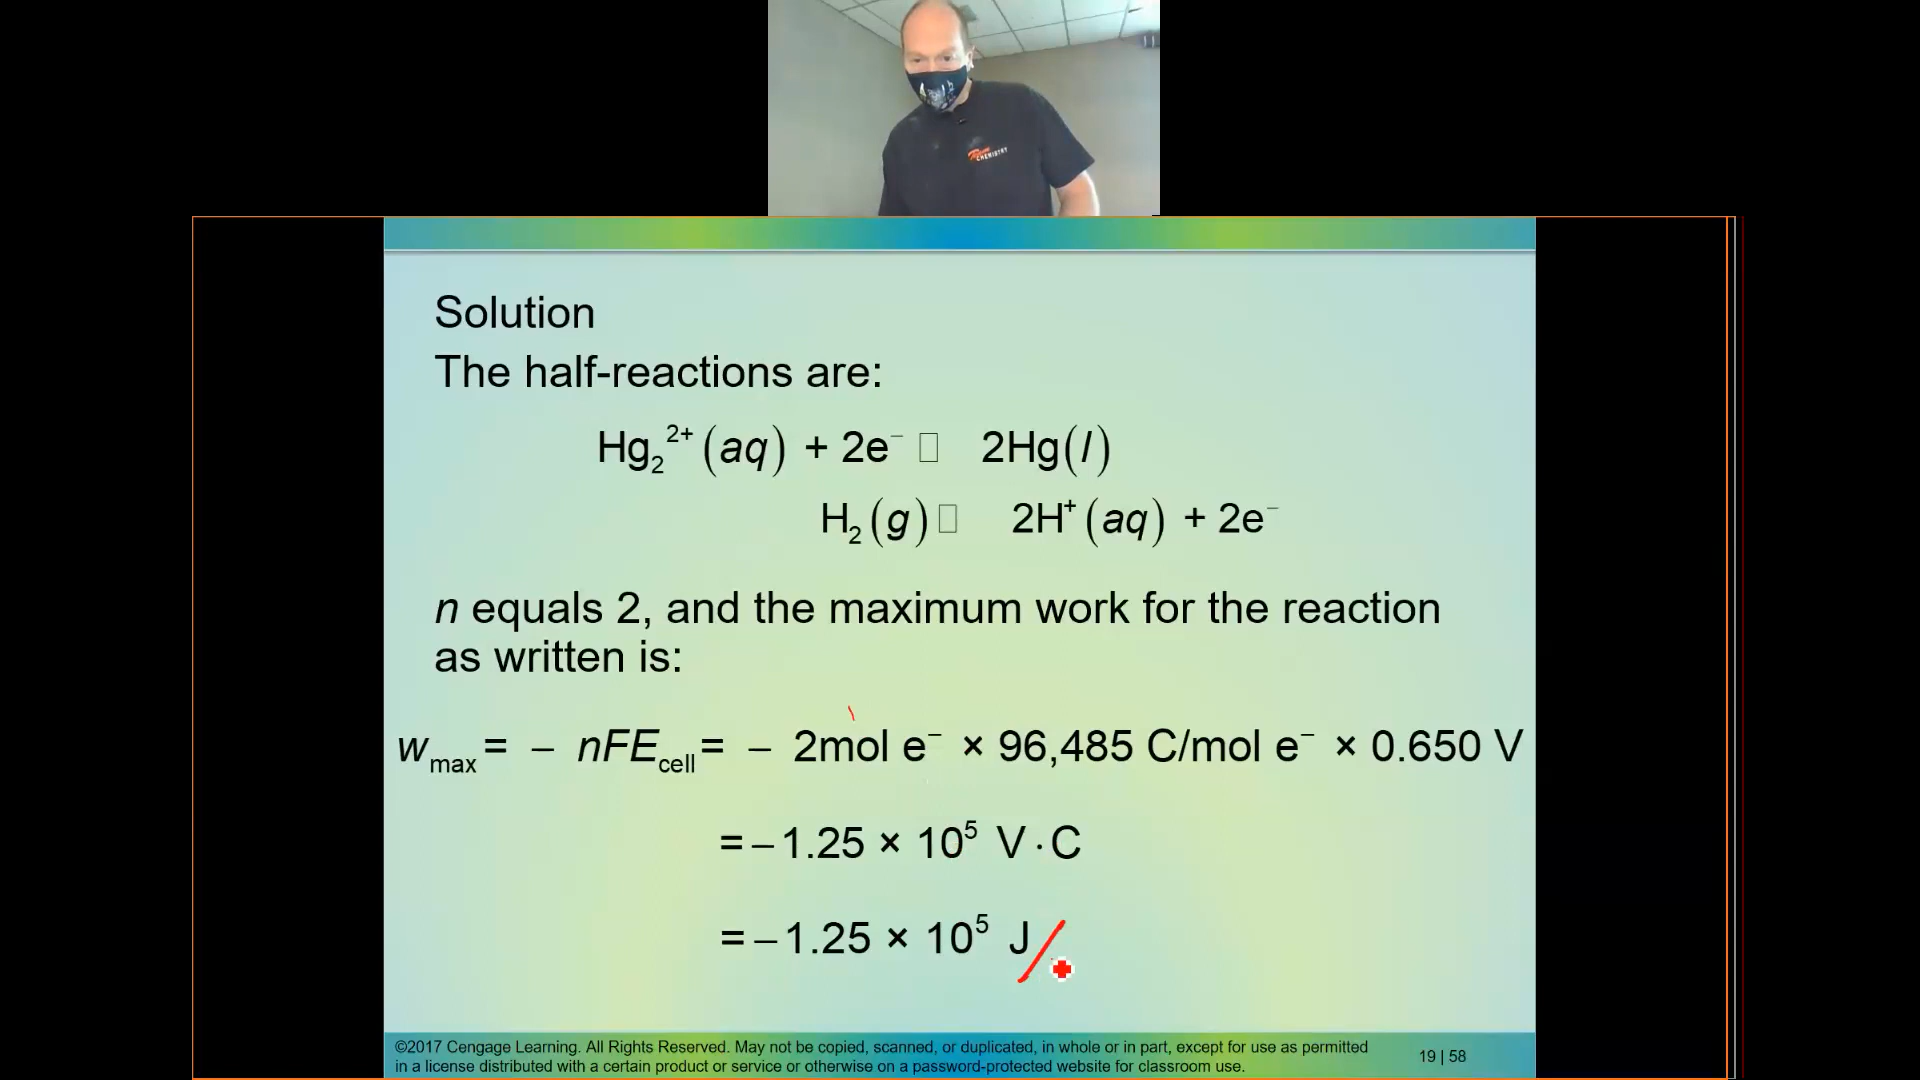 CHEMISTRY
Solution
The half-reactions are:
Hg₂²⁺(aq) + 2e⁻ □ 2Hg(l)
H₂(g) □ 2H⁺(aq) + 2e⁻
n equals 2, and the maximum work for the reaction
as written is:
w_max = – nFE_cell = – 2mol e⁻ × 96,485 C/mol e⁻ × 0.650 V
= –1.25 × 10⁵ V · C
= –1.25 × 10⁵ J/
©2017 Cengage Learning. All Rights Reserved. May not be copied, scanned, or duplicated, in whole or in part, except for use as permitted
in a license distributed with a certain product or service or otherwise on a password-protected website for classroom use.
19 | 58